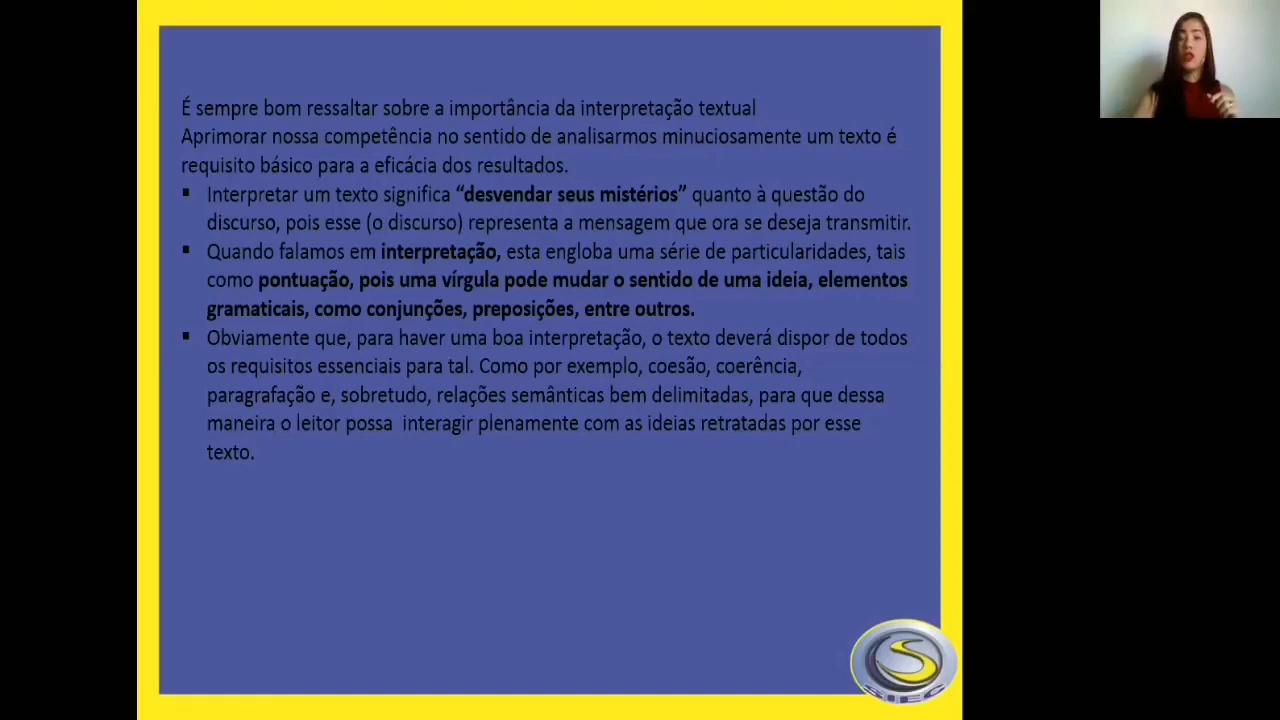 É sempre bom ressaltar sobre a importância da interpretação textual
Aprimorar nossa competência no sentido de analisarmos minuciosamente um texto é
requisito básico para a eficácia dos resultados.
▪ Interpretar um texto significa “desvendar seus mistérios” quanto à questão do
discurso, pois esse (o discurso) representa a mensagem que ora se deseja transmitir.
▪ Quando falamos em interpretação, esta engloba uma série de particularidades, tais
como pontuação, pois uma vírgula pode mudar o sentido de uma ideia, elementos
gramaticais, como conjunções, preposições, entre outros.
▪ Obviamente que, para haver uma boa interpretação, o texto deverá dispor de todos
os requisitos essenciais para tal. Como por exemplo, coesão, coerência,
paragrafação e, sobretudo, relações semânticas bem delimitadas, para que dessa
maneira o leitor possa  interagir plenamente com as ideias retratadas por esse
texto.
SIEC